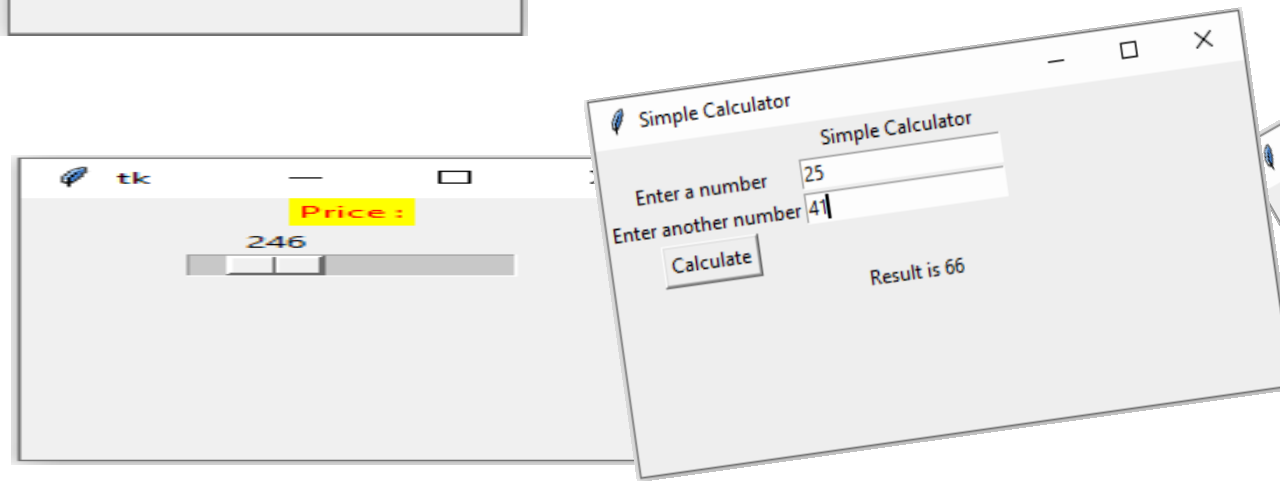 tk
Price :
246
Simple Calculator
Simple Calculator
Enter a number 25
Enter another number 41
Calculate
Result is 66